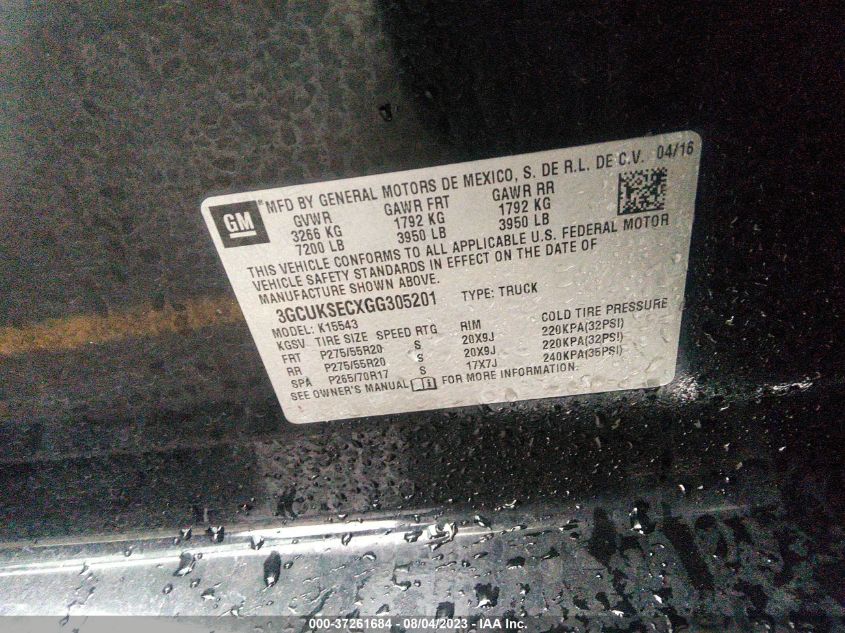 GM
MFD BY GENERAL MOTORS DE MEXICO, S. DE R.L. DE C.V. 04/16
GVWR GAWR FRT GAWR RR
3266 KG 1792 KG 1792 KG
7200 LB 3950 LB 3950 LB
THIS VEHICLE CONFORMS TO ALL APPLICABLE U.S. FEDERAL MOTOR
VEHICLE SAFETY STANDARDS IN EFFECT ON THE DATE OF
MANUFACTURE SHOWN ABOVE.
3GCUKSECXGG305201 TYPE: TRUCK
MODEL: K15543
KGSV TIRE SIZE SPEED RTG RIM COLD TIRE PRESSURE
FRT P275/55R20 S 20X9J 220KPA(32PSI)
RR P275/55R20 S 20X9J 220KPA(32PSI)
SPA P265/70R17 S 17X7J 240KPA(35PSI)
SEE OWNER'S MANUAL FOR MORE INFORMATION.
000-37261684 - 08/04/2023 - IAA Inc.